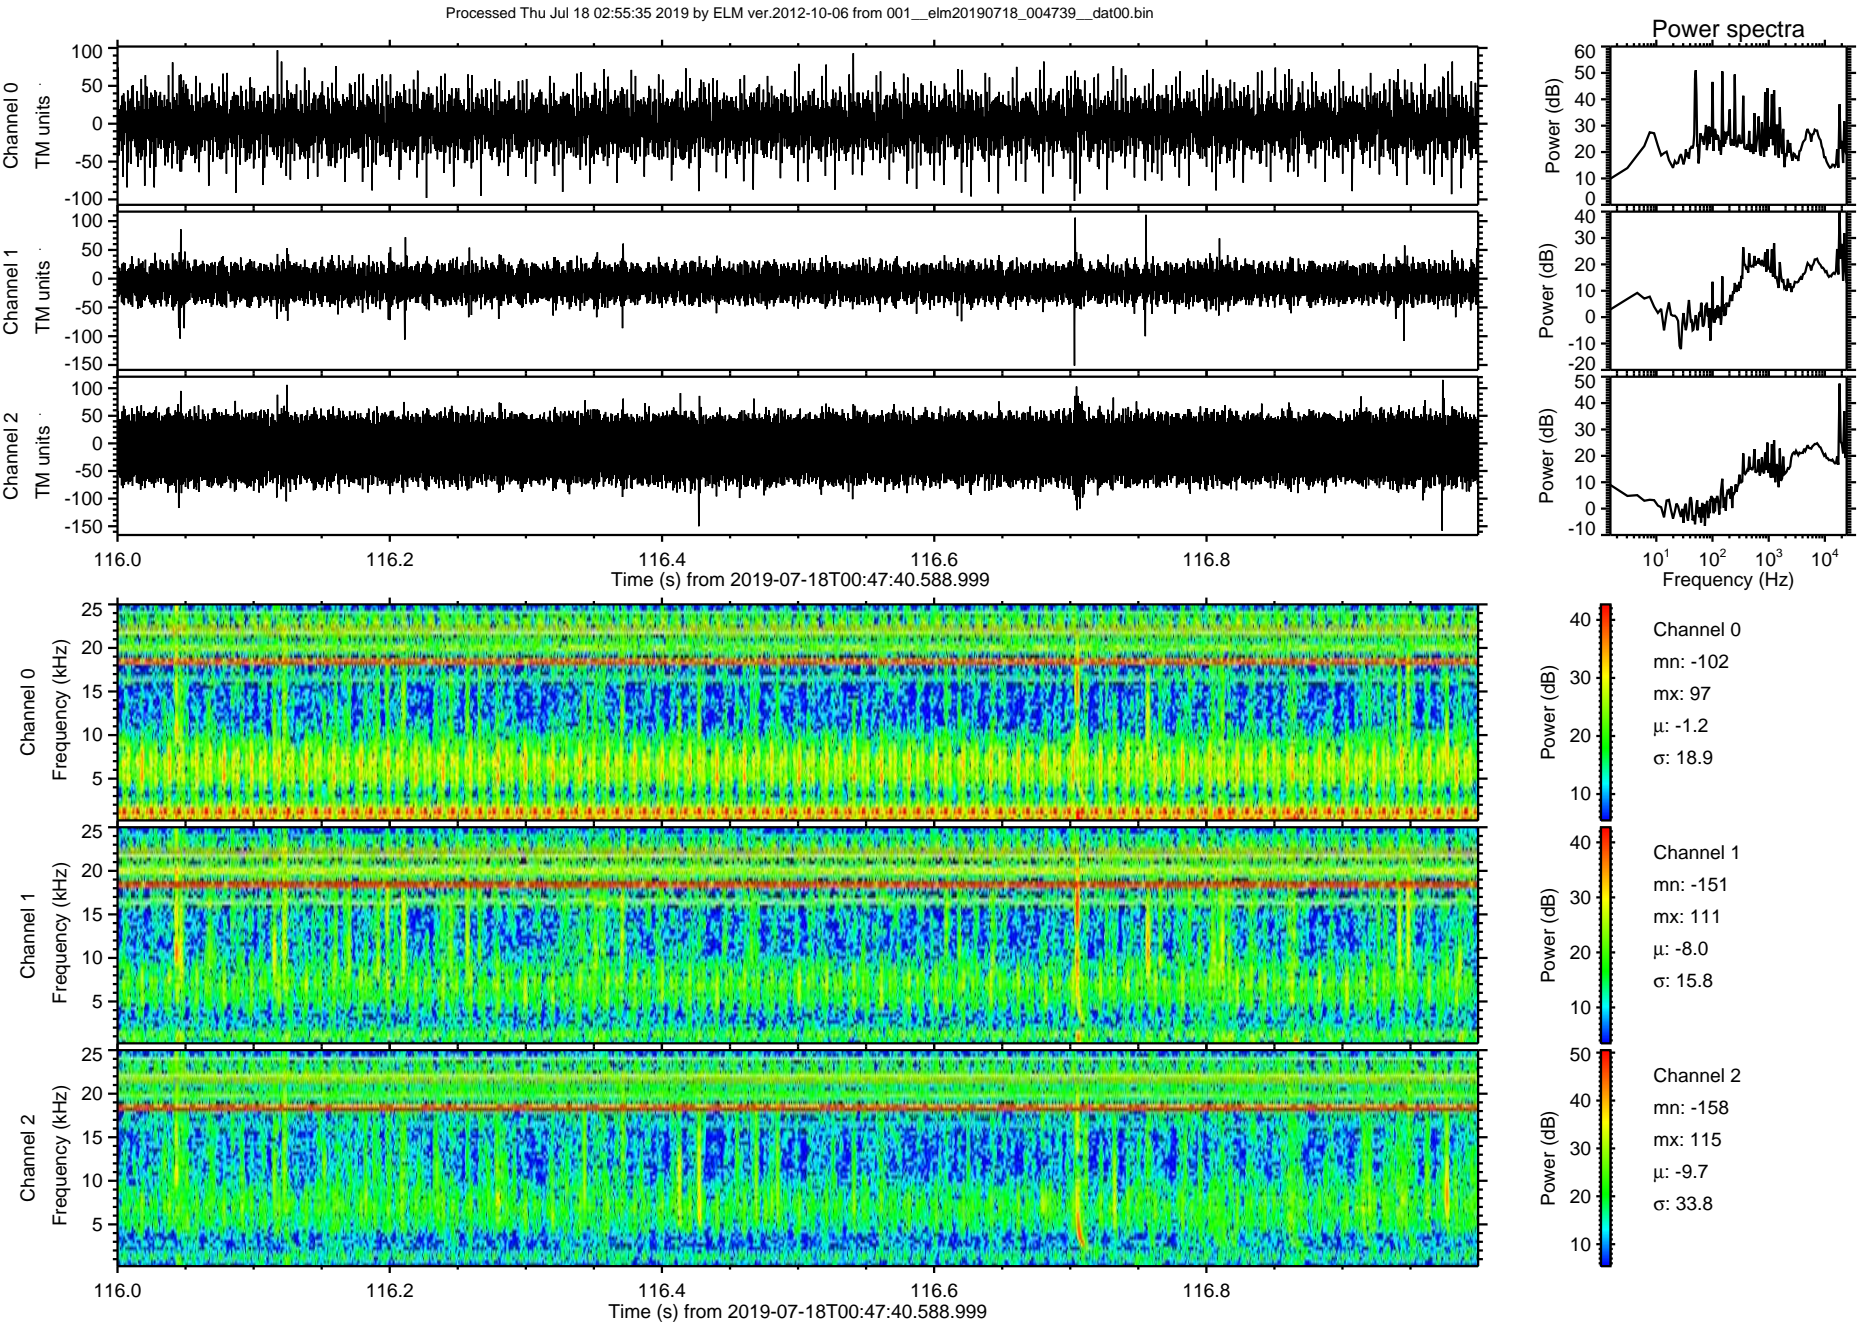 Processed Thu Jul 18 02:55:35 2019 by ELM ver.2012-10-06 from 001__elm20190718_004739__dat00.bin
Power spectra
Channel 0
TM units
100
50
0
-50
-100
Power (dB)
60
50
40
30
20
10
0
Channel 1
TM units
100
50
0
-50
-100
-150
Power (dB)
40
30
20
10
0
-10
-20
Channel 2
TM units
100
50
0
-50
-100
-150
Power (dB)
50
40
30
20
10
0
-10
116.0 116.2 116.4 116.6 116.8
Time (s) from 2019-07-18T00:47:40.588.999
10¹ 10² 10³ 10⁴
Frequency (Hz)
Channel 0
Frequency (kHz)
25
20
15
10
5
Power (dB)
40
30
20
10
Channel 0
mn: -102
mx: 97
μ: -1.2
σ: 18.9
Channel 1
Frequency (kHz)
25
20
15
10
5
Power (dB)
40
30
20
10
Channel 1
mn: -151
mx: 111
μ: -8.0
σ: 15.8
Channel 2
Frequency (kHz)
25
20
15
10
5
Power (dB)
50
40
30
20
10
Channel 2
mn: -158
mx: 115
μ: -9.7
σ: 33.8
116.0 116.2 116.4 116.6 116.8
Time (s) from 2019-07-18T00:47:40.588.999